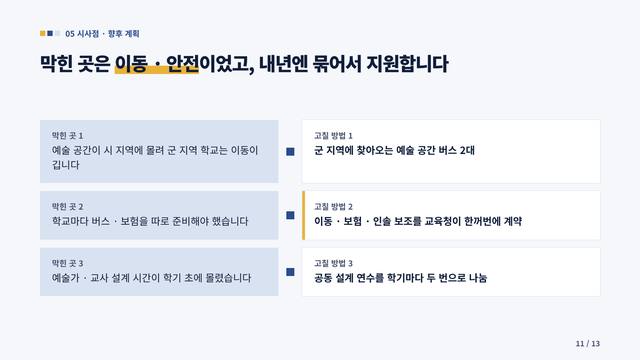 05 시사점 · 향후 계획
막힌 곳은 이동 · 안전이었고, 내년엔 묶어서 지원합니다
막힌 곳 1
예술 공간이 시 지역에 몰려 군 지역 학교는 이동이
깁니다
고칠 방법 1
군 지역에 찾아오는 예술 공간 버스 2대
막힌 곳 2
학교마다 버스 · 보험을 따로 준비해야 했습니다
고칠 방법 2
이동 · 보험 · 인솔 보조를 교육청이 한꺼번에 계약
막힌 곳 3
예술가 · 교사 설계 시간이 학기 초에 몰렸습니다
고칠 방법 3
공동 설계 연수를 학기마다 두 번으로 나눔
11 / 13